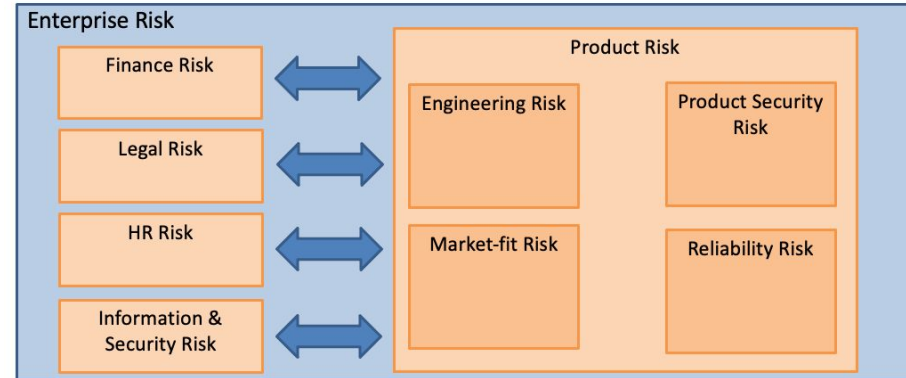 Enterprise Risk
Finance Risk
Legal Risk
HR Risk
Information &
Security Risk
Product Risk
Engineering Risk
Product Security
Risk
Market-fit Risk
Reliability Risk